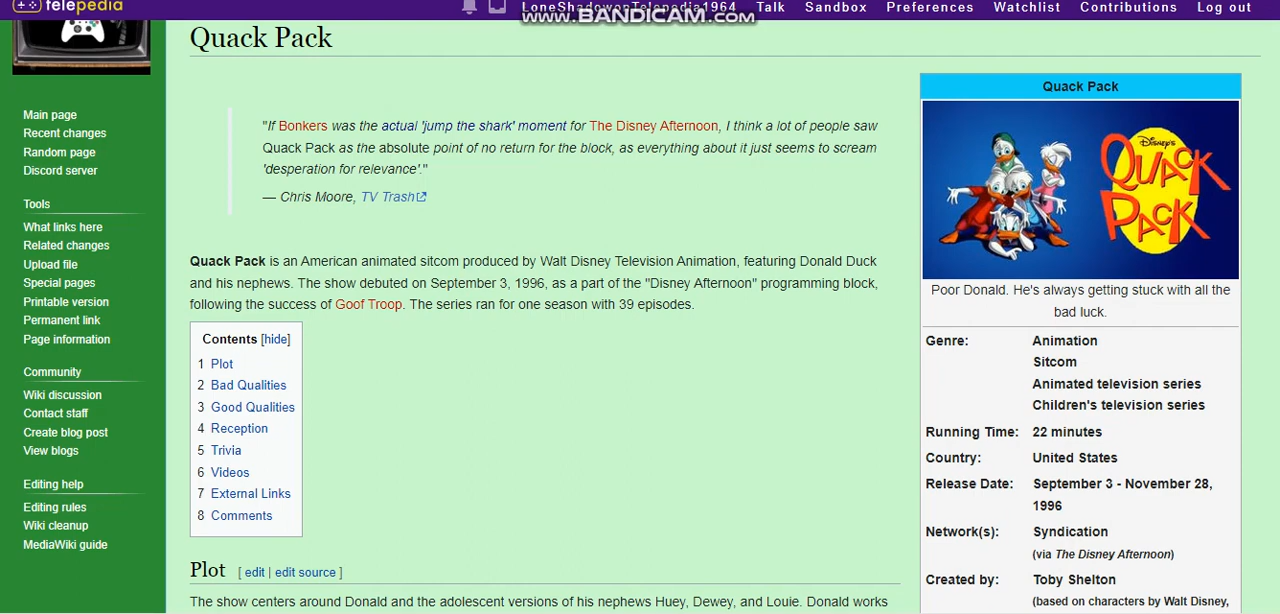 telepedia
LoneShadowonTelepedia1964 Talk Sandbox Preferences Watchlist Contributions Log out
www.BANDICAM.com
Main page
Recent changes
Random page
Discord server
Tools
What links here
Related changes
Upload file
Special pages
Printable version
Permanent link
Page information
Community
Wiki discussion
Contact staff
Create blog post
View blogs
Editing help
Editing rules
Wiki cleanup
MediaWiki guide
Quack Pack
"If Bonkers was the actual 'jump the shark' moment for The Disney Afternoon, I think a lot of people saw
Quack Pack as the absolute point of no return for the block, as everything about it just seems to scream
'desperation for relevance'."
— Chris Moore, TV Trash
Quack Pack is an American animated sitcom produced by Walt Disney Television Animation, featuring Donald Duck
and his nephews. The show debuted on September 3, 1996, as a part of the "Disney Afternoon" programming block,
following the success of Goof Troop. The series ran for one season with 39 episodes.
Contents [hide]
1 Plot
2 Bad Qualities
3 Good Qualities
4 Reception
5 Trivia
6 Videos
7 External Links
8 Comments
Plot [ edit | edit source ]
The show centers around Donald and the adolescent versions of his nephews Huey, Dewey, and Louie. Donald works
Quack Pack
Disney's
QUACK
PACK
Poor Donald. He's always getting stuck with all the
bad luck.
Genre: Animation
Sitcom
Animated television series
Children's television series
Running Time: 22 minutes
Country: United States
Release Date: September 3 - November 28,
1996
Network(s): Syndication
(via The Disney Afternoon)
Created by: Toby Shelton
(based on characters by Walt Disney,